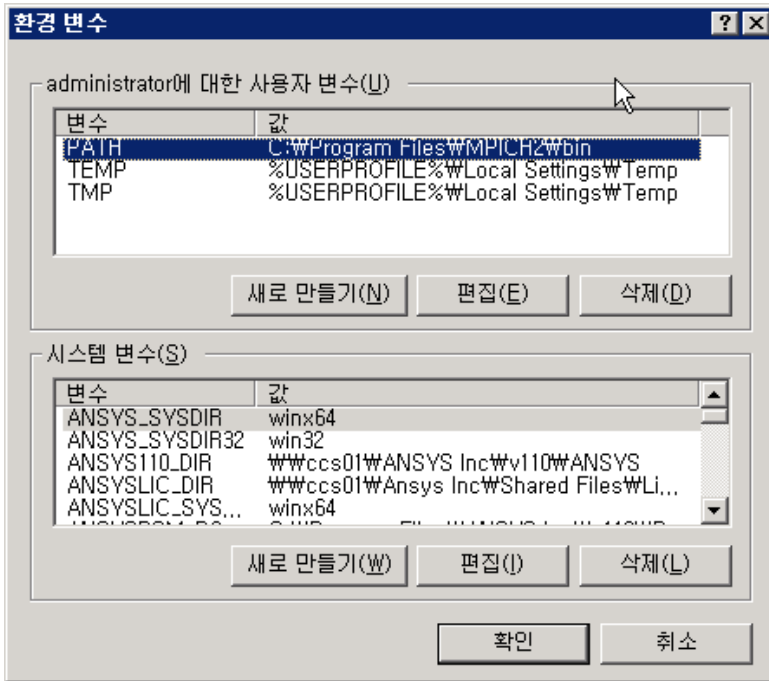 환경 변수
administrator에 대한 사용자 변수(U)
변수 값
PATH C:₩Program Files₩MPICH2₩bin
TEMP %USERPROFILE%₩Local Settings₩Temp
TMP %USERPROFILE%₩Local Settings₩Temp
새로 만들기(N) 편집(E) 삭제(D)
시스템 변수(S)
변수 값
ANSYS_SYSDIR winx64
ANSYS_SYSDIR32 win32
ANSYS110_DIR ₩₩ccs01₩ANSYS Inc₩v110₩ANSYS
ANSYSLIC_DIR ₩₩ccs01₩Ansys Inc₩Shared Files₩Li...
ANSYSLIC_SYS... winx64
새로 만들기(W) 편집(I) 삭제(L)
확인 취소